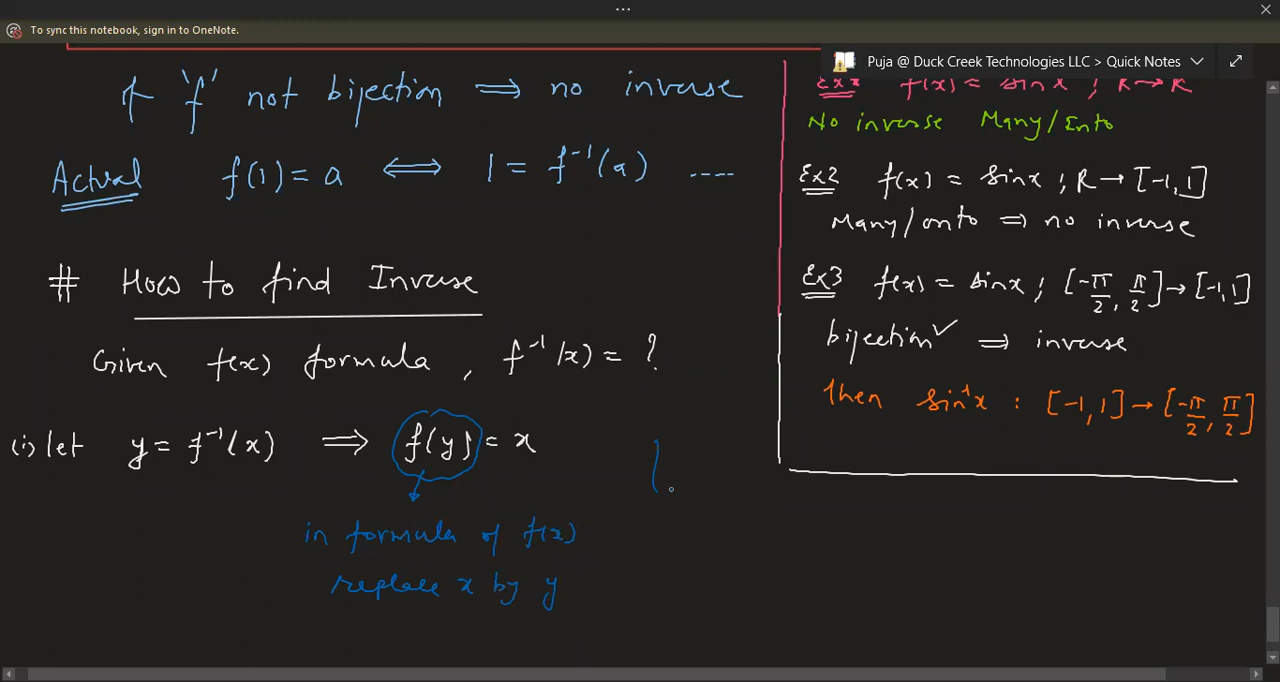 To sync this notebook, sign in to OneNote.
Puja @ Duck Creek Technologies LLC > Quick Notes
If 'f' not bijection ⟹ no inverse
Actual f(1) = a ⟺ 1 = f⁻¹(a) ....
# How to find Inverse
Given f(x) formula, f⁻¹(x) = ?
(i) let y = f⁻¹(x) ⟹ f(y) = x
in formula of f(x)
replace x by y
f(x) = sinx ; R → R
No inverse Many/Into
Ex2 f(x) = sinx ; R → [-1, 1]
Many/onto ⟹ no inverse
Ex3 f(x) = sinx ; [-π/2, π/2] → [-1, 1]
bijection ✓ ⟹ inverse
then sin⁻¹x : [-1, 1] → [-π/2, π/2]